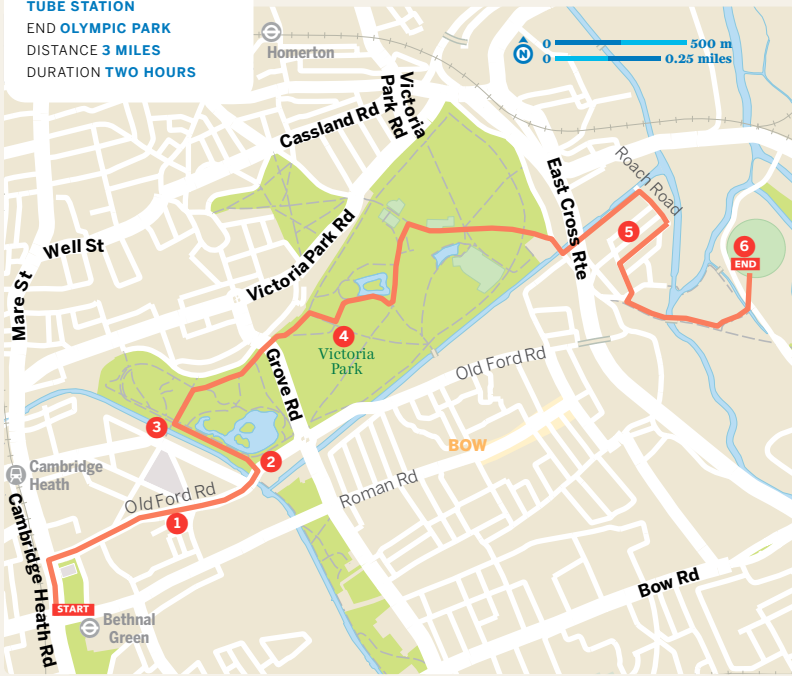 TUBE STATION
END OLYMPIC PARK
DISTANCE 3 MILES
DURATION TWO HOURS
Homerton
N
0 500 m
0 0.25 miles
Victoria
Park Rd
Cassland Rd
East Cross Rte
Roach Road
Well St
Victoria Park Rd
Mare St
5
6
END
4
Victoria
Park
Grove Rd
Old Ford Rd
3
BOW
2
Cambridge
Heath
Old Ford Rd
Roman Rd
1
Cambridge Heath Rd
Bow Rd
START
Bethnal
Green